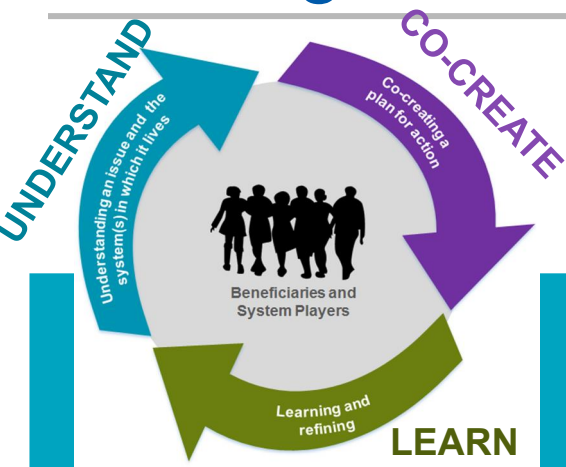 UNDERSTAND
CO-CREATE
Understanding an issue and the
system(s) in which it lives
Co-creatinga
plan for action
Beneficiaries and
System Players
Learning and
refining
LEARN